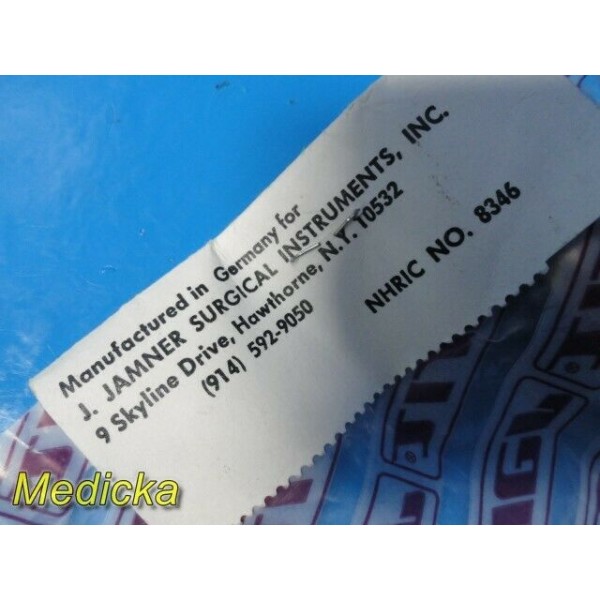 Manufactured in Germany for
J. JAMNER SURGICAL INSTRUMENTS, INC.
9 Skyline Drive, Hawthorne, N.Y. 10532
(914) 592-9050
NHRIC NO. 8346
Medicka